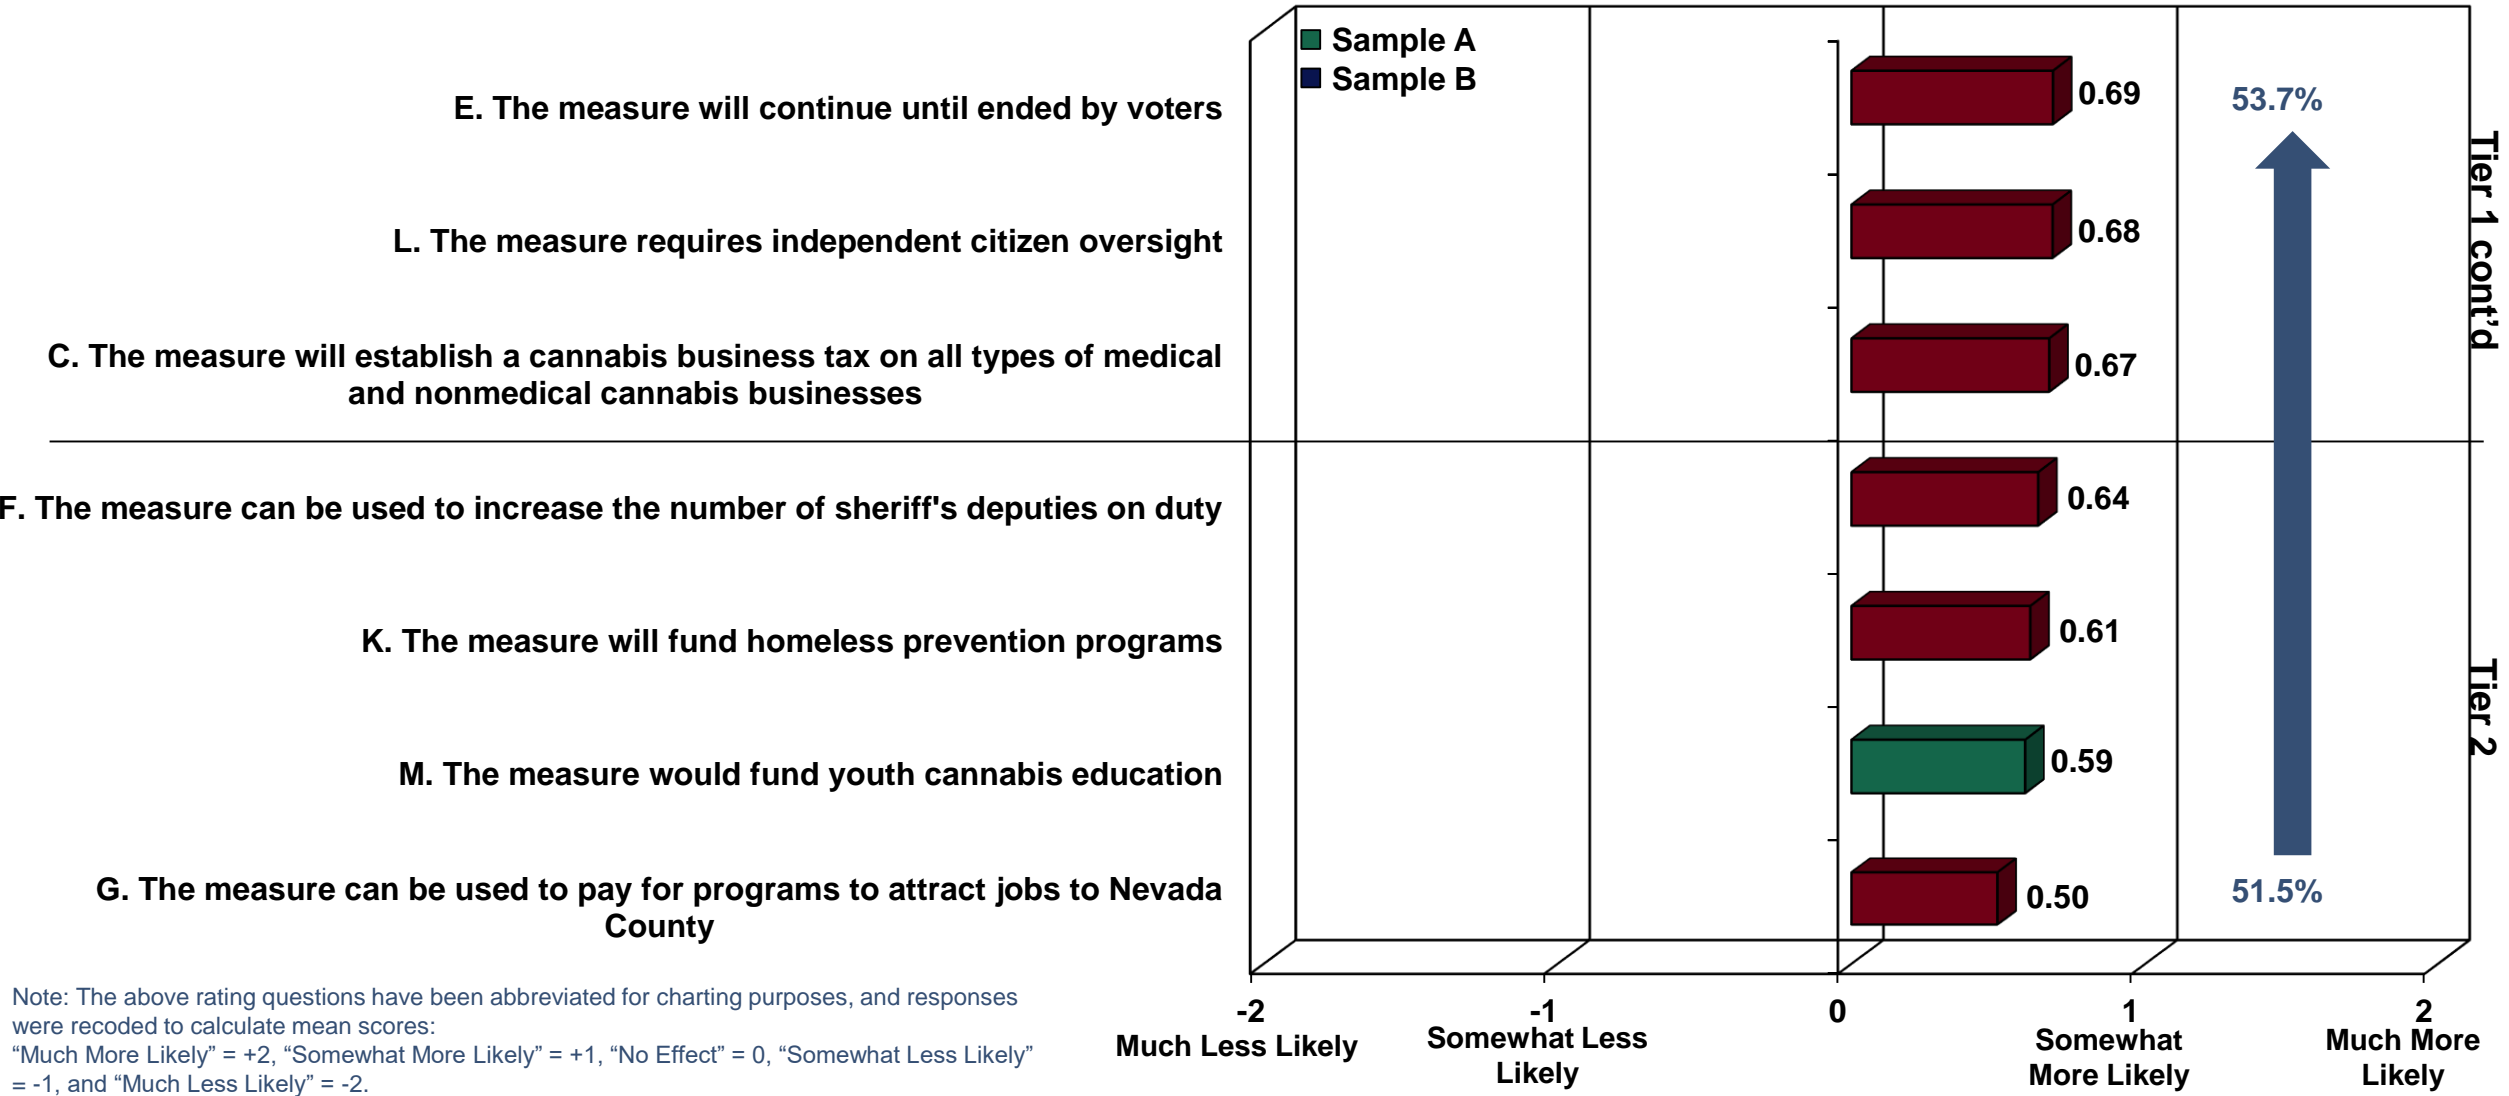 Sample A
Sample B
E. The measure will continue until ended by voters
0.69
53.7%
L. The measure requires independent citizen oversight
0.68
Tier 1 cont’d
C. The measure will establish a cannabis business tax on all types of medical
and nonmedical cannabis businesses
0.67
F. The measure can be used to increase the number of sheriff's deputies on duty
0.64
K. The measure will fund homeless prevention programs
0.61
Tier 2
M. The measure would fund youth cannabis education
0.59
G. The measure can be used to pay for programs to attract jobs to Nevada
County
0.50
51.5%
-2
-1
0
1
2
Much Less Likely
Somewhat Less
Likely
Somewhat
More Likely
Much More
Likely
Note: The above rating questions have been abbreviated for charting purposes, and responses
were recoded to calculate mean scores:
“Much More Likely” = +2, “Somewhat More Likely” = +1, “No Effect” = 0, “Somewhat Less Likely”
= -1, and “Much Less Likely” = -2.